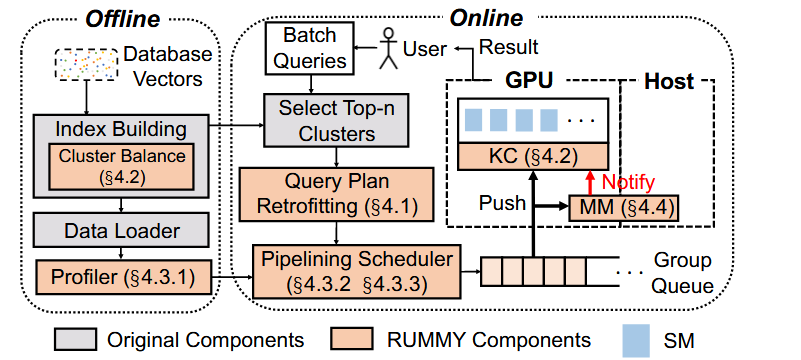 Offline
Online
Database
Vectors
Batch
Queries
User
Result
GPU
Host
Index Building
Cluster Balance
(§4.2)
Select Top-n
Clusters
. . .
KC (§4.2)
Query Plan
Retrofitting (§4.1)
Notify
Push
MM (§4.4)
Data Loader
Profiler (§4.3.1)
Pipelining Scheduler
(§4.3.2 §4.3.3)
. . .
Group
Queue
Original Components
RUMMY Components
SM